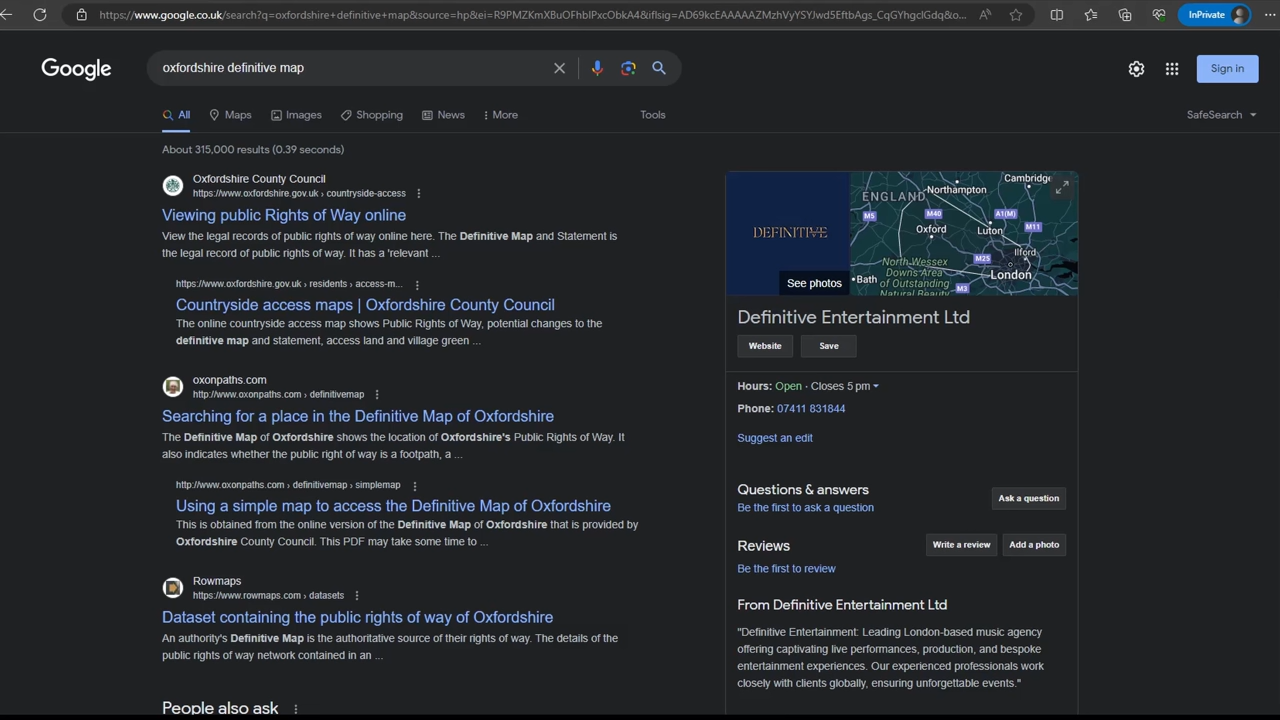 https://www.google.co.uk/search?q=oxfordshire+definitive+map&source=hp&ei=R9PMZKmXBuOFhbIPxcObkA4&iflsig=AD69kcEAAAAAZMzhVyYSYJwd5EftbAgs_CqGYhgclGdq&o...
InPrivate
Google
oxfordshire definitive map
Sign in
All
Maps
Images
Shopping
News
More
Tools
SafeSearch
About 315,000 results (0.39 seconds)
Oxfordshire County Council
https://www.oxfordshire.gov.uk › countryside-access
Viewing public Rights of Way online
View the legal records of public rights of way online here. The Definitive Map and Statement is
the legal record of public rights of way. It has a 'relevant ...
https://www.oxfordshire.gov.uk › residents › access-m...
Countryside access maps | Oxfordshire County Council
The online countryside access map shows Public Rights of Way, potential changes to the
definitive map and statement, access land and village green ...
oxonpaths.com
http://www.oxonpaths.com › definitivemap
Searching for a place in the Definitive Map of Oxfordshire
The Definitive Map of Oxfordshire shows the location of Oxfordshire's Public Rights of Way. It
also indicates whether the public right of way is a footpath, a ...
http://www.oxonpaths.com › definitivemap › simplemap
Using a simple map to access the Definitive Map of Oxfordshire
This is obtained from the online version of the Definitive Map of Oxfordshire that is provided by
Oxfordshire County Council. This PDF may take some time to ...
Rowmaps
https://www.rowmaps.com › datasets
Dataset containing the public rights of way of Oxfordshire
An authority's Definitive Map is the authoritative source of their rights of way. The details of the
public rights of way network contained in an ...
People also ask
DEFINITIVE
See photos
Cambridge
Northampton
ENGLAND
M5
M40
A1(M)
M11
Oxford
Luton
Ilford
M25
North Wessex
Downs Area
of Outstanding
Natural Beauty
Bath
London
M3
Definitive Entertainment Ltd
Website
Save
Hours: Open · Closes 5 pm
Phone: 07411 831844
Suggest an edit
Questions & answers
Be the first to ask a question
Ask a question
Reviews
Write a review
Add a photo
Be the first to review
From Definitive Entertainment Ltd
"Definitive Entertainment: Leading London-based music agency
offering captivating live performances, production, and bespoke
entertainment experiences. Our experienced professionals work
closely with clients globally, ensuring unforgettable events."